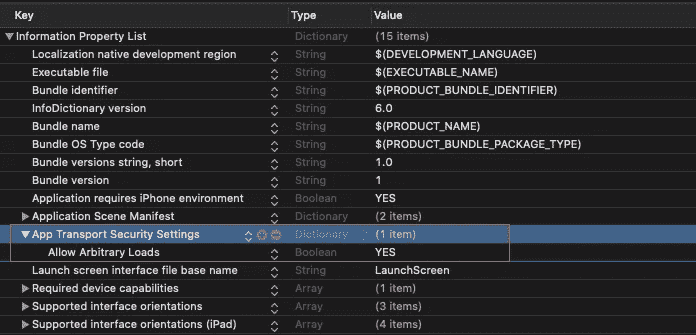 Key Type Value
Information Property List Dictionary (15 items)
Localization native development region String $(DEVELOPMENT_LANGUAGE)
Executable file String $(EXECUTABLE_NAME)
Bundle identifier String $(PRODUCT_BUNDLE_IDENTIFIER)
InfoDictionary version String 6.0
Bundle name String $(PRODUCT_NAME)
Bundle OS Type code String $(PRODUCT_BUNDLE_PACKAGE_TYPE)
Bundle versions string, short String 1.0
Bundle version String 1
Application requires iPhone environment Boolean YES
Application Scene Manifest Dictionary (2 items)
App Transport Security Settings Dictionary (1 item)
Allow Arbitrary Loads Boolean YES
Launch screen interface file base name String LaunchScreen
Required device capabilities Array (1 item)
Supported interface orientations Array (3 items)
Supported interface orientations (iPad) Array (4 items)